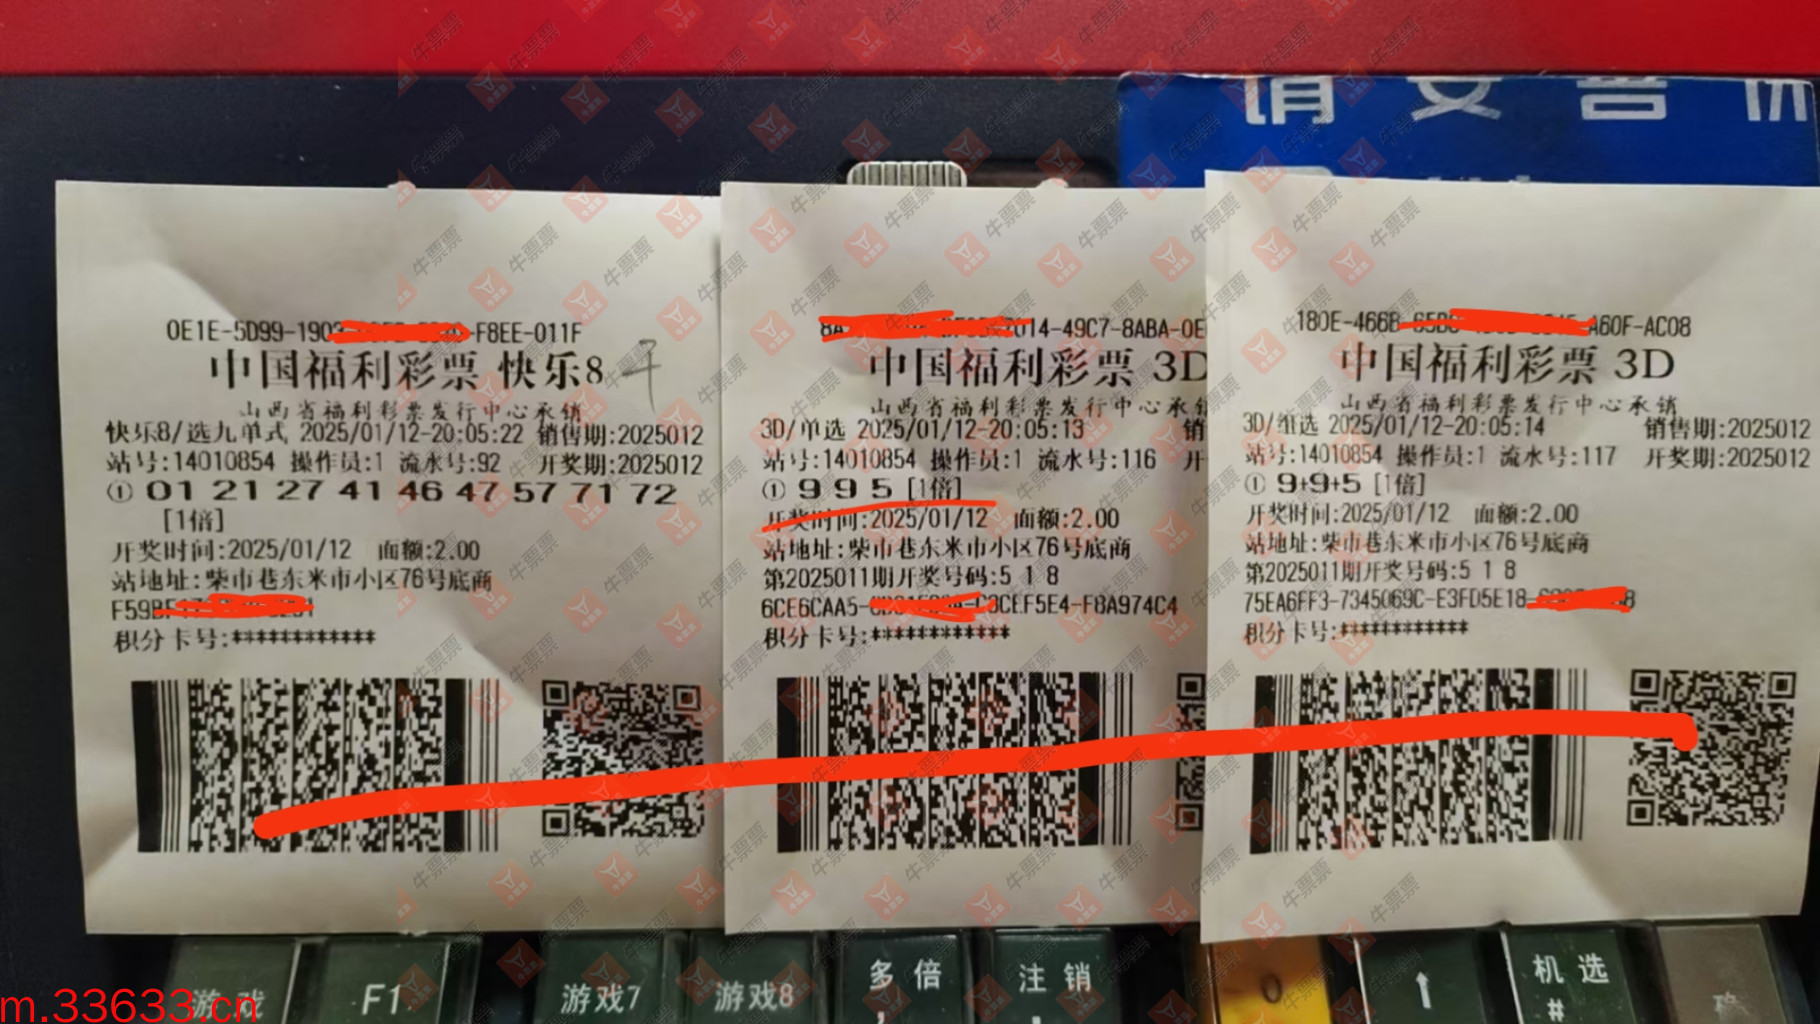 0E1E-5D99-190
-F8EE-011F
中国福利彩票 快乐8
山西省福利彩票发行中心承销
快乐8/选九单式 2025/01/12-20:05:22 销售期:2025012
站号:14010854 操作员:1 流水号:92 开奖期:2025012
① 01 21 27 41 46 47 57 71 72
[1倍]
开奖时间:2025/01/12 面额:2.00
站地址:柴市巷东米市小区76号底商
F59B
积分卡号:************
014-49C7-8ABA-0E
中国福利彩票 3D
山西省福利彩票发行中心承销
3D/单选 2025/01/12-20:05:13 销
站号:14010854 操作员:1 流水号:116 开
① 9 9 5 [1倍]
开奖时间:2025/01/12 面额:2.00
站地址:柴市巷东米市小区76号底商
第2025011期开奖号码:5 1 8
6CE6CAA5-
CEF5E4-F8A974C4
积分卡号:************
180E-466B-
A60F-AC08
中国福利彩票 3D
山西省福利彩票发行中心承销
3D/组选 2025/01/12-20:05:14 销售期:2025012
站号:14010854 操作员:1 流水号:117 开奖期:2025012
① 9+9+5 [1倍]
开奖时间:2025/01/12 面额:2.00
站地址:柴市巷东米市小区76号底商
第2025011期开奖号码:5 1 8
75EA6FF3-7345069C-E3FD5E18-
积分卡号:************
游戏
F1
游戏7
游戏8
多倍
注销
0
↑
机选
#
m.33633.cn
牛票票